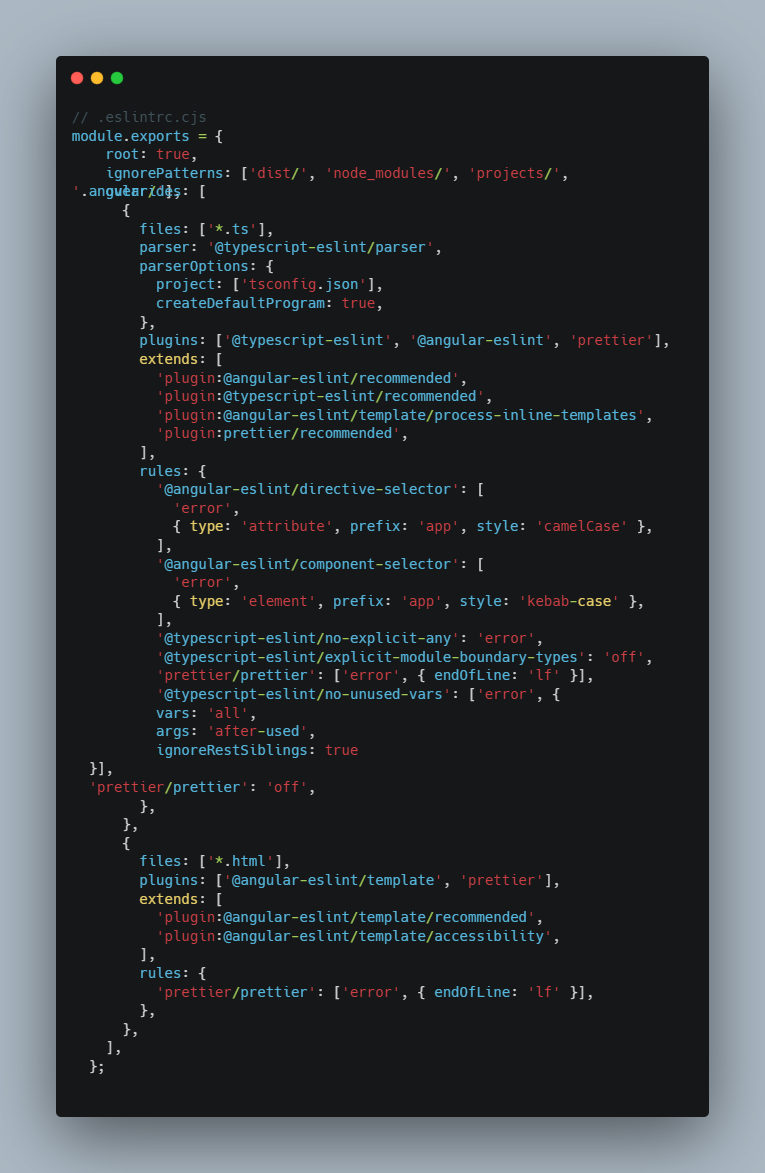 // .eslintrc.cjs
module.exports = {
    root: true,
    ignorePatterns: ['dist/', 'node_modules/', 'projects/',
'.angular/'],
    overrides: [
      {
        files: ['*.ts'],
        parser: '@typescript-eslint/parser',
        parserOptions: {
          project: ['tsconfig.json'],
          createDefaultProgram: true,
        },
        plugins: ['@typescript-eslint', '@angular-eslint', 'prettier'],
        extends: [
          'plugin:@angular-eslint/recommended',
          'plugin:@typescript-eslint/recommended',
          'plugin:@angular-eslint/template/process-inline-templates',
          'plugin:prettier/recommended',
        ],
        rules: {
          '@angular-eslint/directive-selector': [
            'error',
            { type: 'attribute', prefix: 'app', style: 'camelCase' },
          ],
          '@angular-eslint/component-selector': [
            'error',
            { type: 'element', prefix: 'app', style: 'kebab-case' },
          ],
          '@typescript-eslint/no-explicit-any': 'error',
          '@typescript-eslint/explicit-module-boundary-types': 'off',
          'prettier/prettier': ['error', { endOfLine: 'lf' }],
          '@typescript-eslint/no-unused-vars': ['error', {
          vars: 'all',
          args: 'after-used',
          ignoreRestSiblings: true
  }],
  'prettier/prettier': 'off',
        },
      },
      {
        files: ['*.html'],
        plugins: ['@angular-eslint/template', 'prettier'],
        extends: [
          'plugin:@angular-eslint/template/recommended',
          'plugin:@angular-eslint/template/accessibility',
        ],
        rules: {
          'prettier/prettier': ['error', { endOfLine: 'lf' }],
        },
      },
    ],
  };